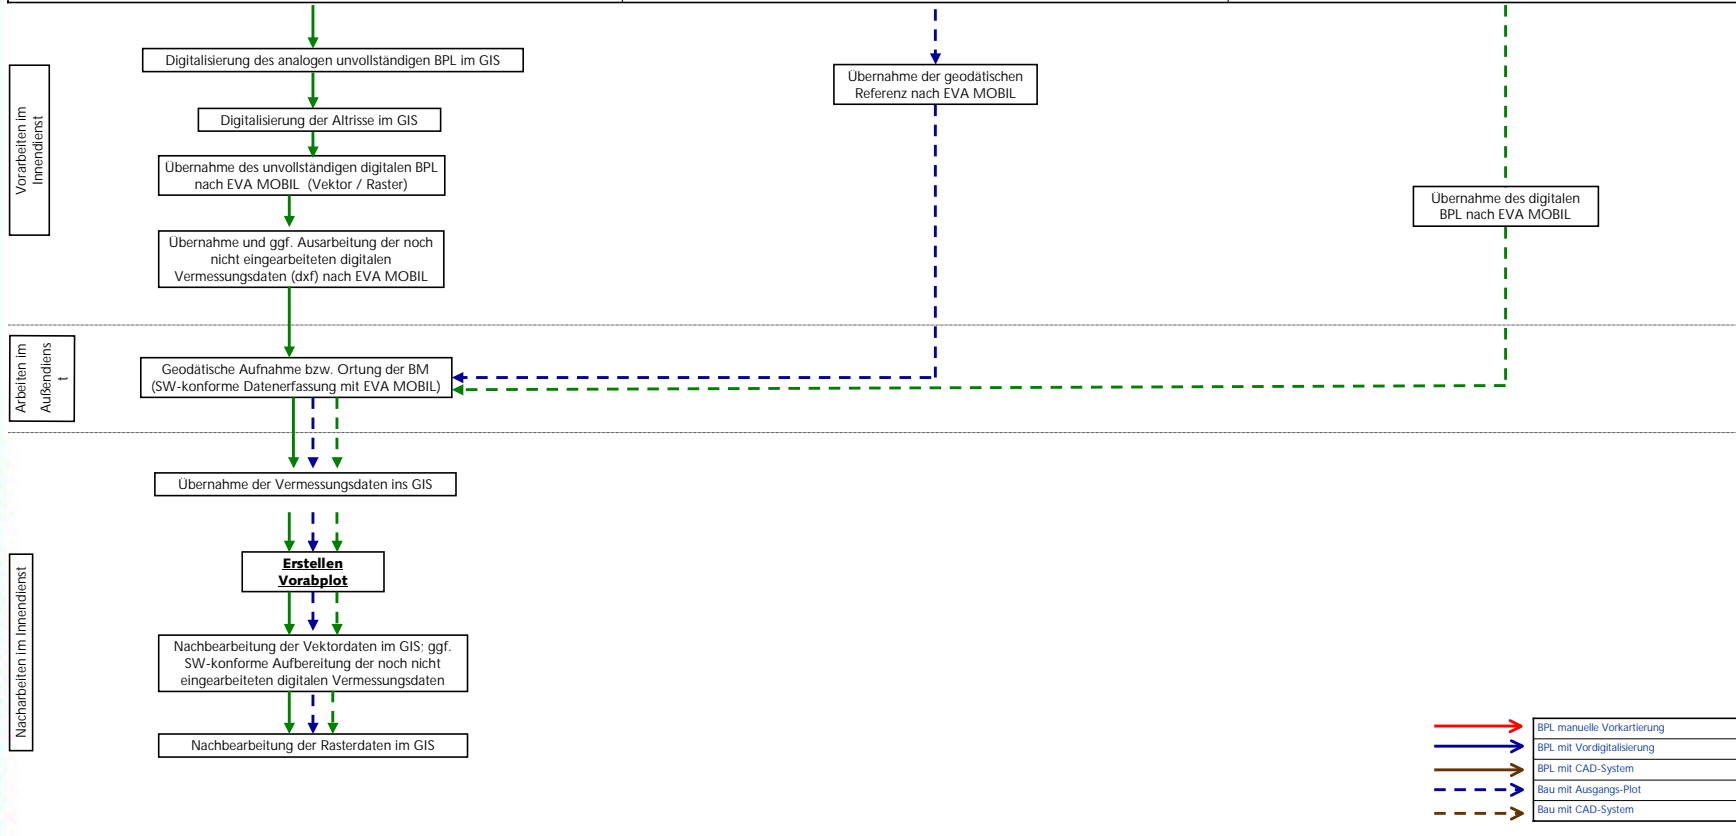 Vorarbeiten im
Innendienst
Digitalisierung des analogen unvollständigen BPL im GIS
Digitalisierung der Altrisse im GIS
Übernahme des unvollständigen digitalen BPL
nach EVA MOBIL (Vektor / Raster)
Übernahme und ggf. Ausarbeitung der noch
nicht eingearbeiteten digitalen
Vermessungsdaten (dxf) nach EVA MOBIL
Übernahme der geodätischen
Referenz nach EVA MOBIL
Übernahme des digitalen
BPL nach EVA MOBIL
Arbeiten im
Außendiens
t
Geodätische Aufnahme bzw. Ortung der BM
(SW-konforme Datenerfassung mit EVA MOBIL)
Nacharbeiten im Innendienst
Übernahme der Vermessungsdaten ins GIS
Erstellen
Vorabplot
Nachbearbeitung der Vektordaten im GIS; ggf.
SW-konforme Aufbereitung der noch nicht
eingearbeiteten digitalen Vermessungsdaten
Nachbearbeitung der Rasterdaten im GIS
BPL manuelle Vorkartierung
BPL mit Vordigitalisierung
BPL mit CAD-System
Bau mit Ausgangs-Plot
Bau mit CAD-System